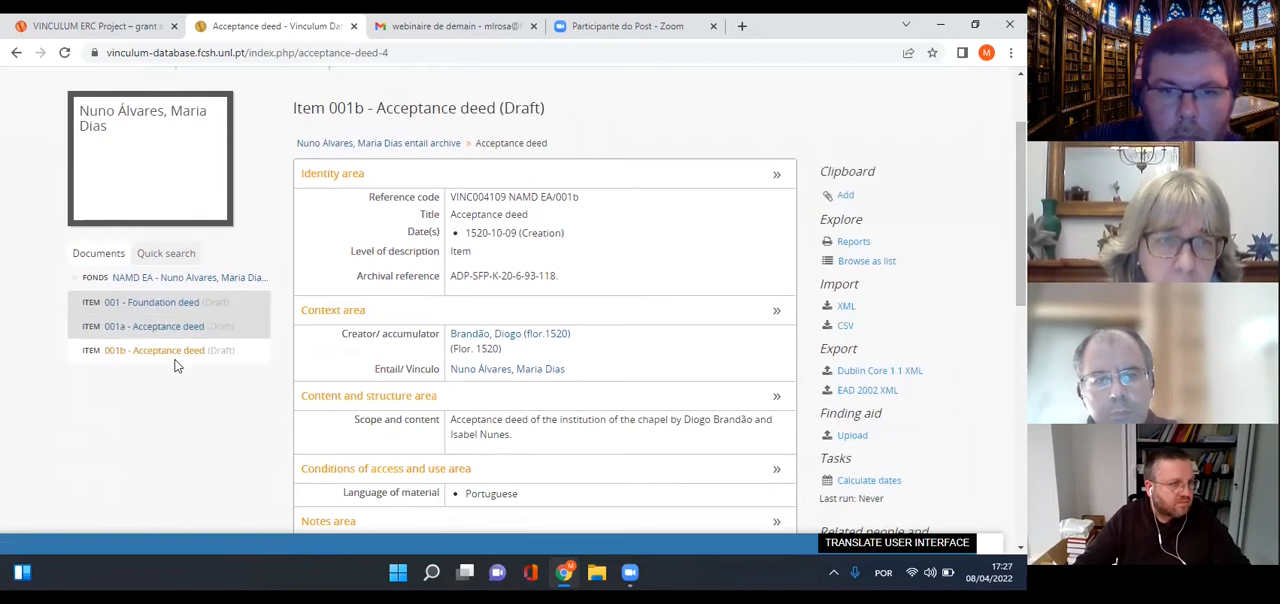 VINCULUM ERC Project – grant a
Acceptance deed - Vinculum Dat
webinaire de demain - mlrosa@f
Participante do Post - Zoom
vinculum-database.fcsh.unl.pt/index.php/acceptance-deed-4
M
Nuno Álvares, Maria
Dias
Documents
Quick search
FONDS NAMD EA - Nuno Álvares, Maria Dia...
ITEM 001 - Foundation deed (Draft)
ITEM 001a - Acceptance deed (Draft)
ITEM 001b - Acceptance deed (Draft)
Item 001b - Acceptance deed (Draft)
Nuno Álvares, Maria Dias entail archive » Acceptance deed
Identity area »
Reference code VINC004109 NAMD EA/001b
Title Acceptance deed
Date(s) • 1520-10-09 (Creation)
Level of description Item
Archival reference ADP-SFP-K-20-6-93-118.
Context area »
Creator/ accumulator Brandão, Diogo (flor.1520)
(Flor. 1520)
Entail/ Vínculo Nuno Álvares, Maria Dias
Content and structure area »
Scope and content Acceptance deed of the institution of the chapel by Diogo Brandão and
Isabel Nunes.
Conditions of access and use area »
Language of material • Portuguese
Notes area »
Clipboard
Add
Explore
Reports
Browse as list
Import
XML
CSV
Export
Dublin Core 1.1 XML
EAD 2002 XML
Finding aid
Upload
Tasks
Calculate dates
Last run: Never
Related people and
TRANSLATE USER INTERFACE
POR
17:27
08/04/2022